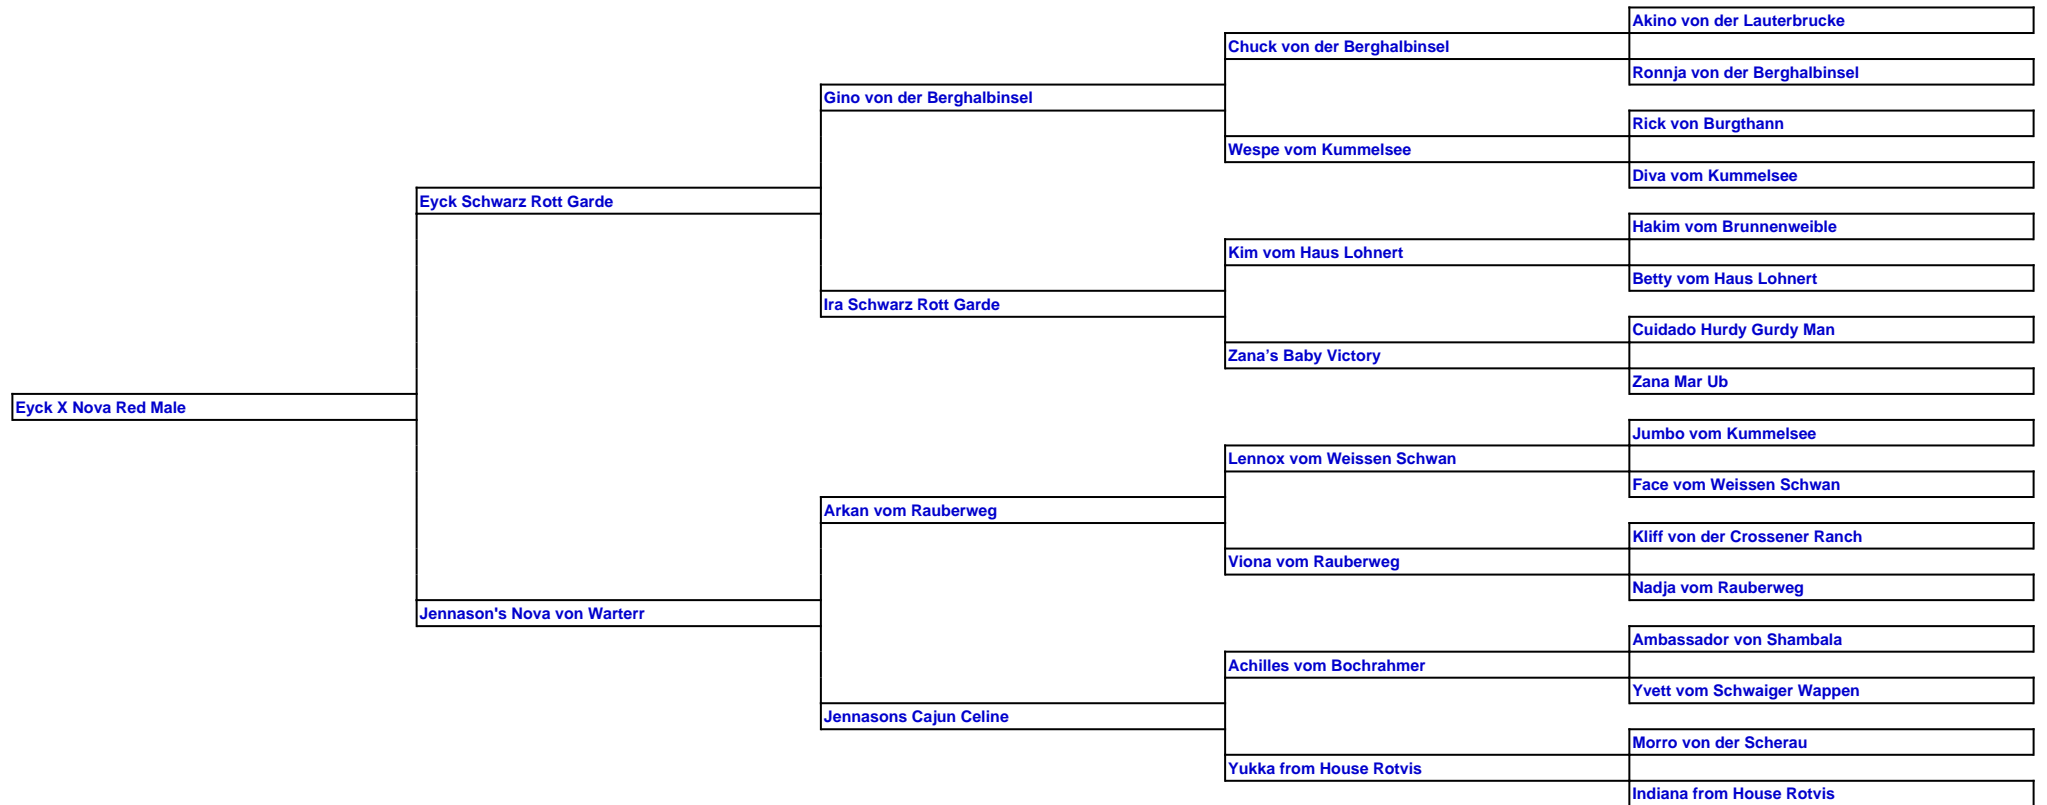 Akino von der Lauterbrucke
Chuck von der Berghalbinsel
Ronnja von der Berghalbinsel
Gino von der Berghalbinsel
Rick von Burgthann
Wespe vom Kummelsee
Diva vom Kummelsee
Eyck Schwarz Rott Garde
Hakim vom Brunnenweible
Kim vom Haus Lohnert
Betty vom Haus Lohnert
Ira Schwarz Rott Garde
Cuidado Hurdy Gurdy Man
Zana’s Baby Victory
Zana Mar Ub
Eyck X Nova Red Male
Jumbo vom Kummelsee
Lennox vom Weissen Schwan
Face vom Weissen Schwan
Arkan vom Rauberweg
Kliff von der Crossener Ranch
Viona vom Rauberweg
Nadja vom Rauberweg
Jennason's Nova von Warterr
Ambassador von Shambala
Achilles vom Bochrahmer
Yvett vom Schwaiger Wappen
Jennasons Cajun Celine
Morro von der Scherau
Yukka from House Rotvis
Indiana from House Rotvis